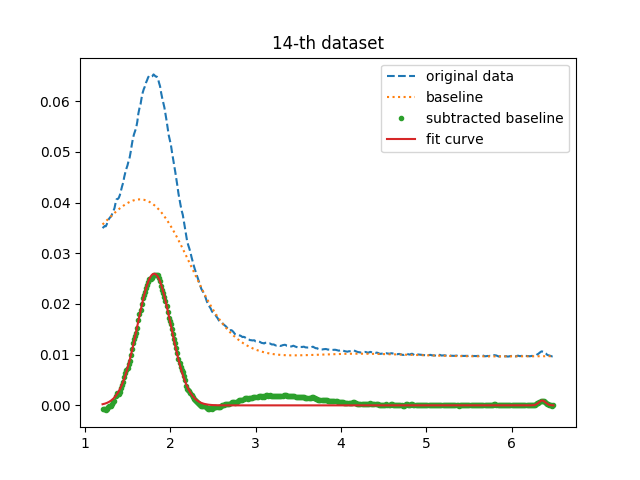 14-th dataset
original data
baseline
subtracted baseline
fit curve
0.06
0.05
0.04
0.03
0.02
0.01
0.00
1 2 3 4 5 6